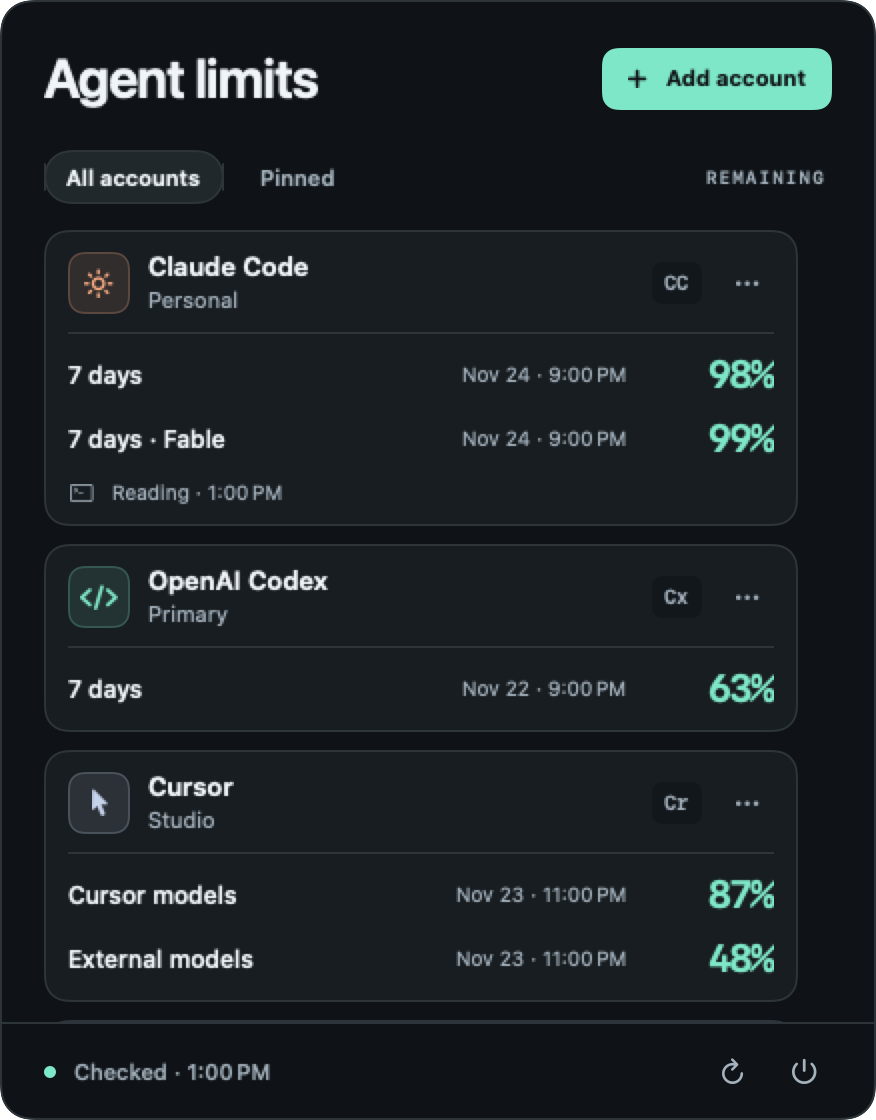 Agent limits
+ Add account
All accounts Pinned REMAINING
Claude Code
Personal
CC ···
7 days Nov 24 · 9:00 PM 98%
7 days · Fable Nov 24 · 9:00 PM 99%
Reading · 1:00 PM
</> OpenAI Codex
Primary
Cx ···
7 days Nov 22 · 9:00 PM 63%
Cursor
Studio
Cr ···
Cursor models Nov 23 · 11:00 PM 87%
External models Nov 23 · 11:00 PM 48%
Checked · 1:00 PM